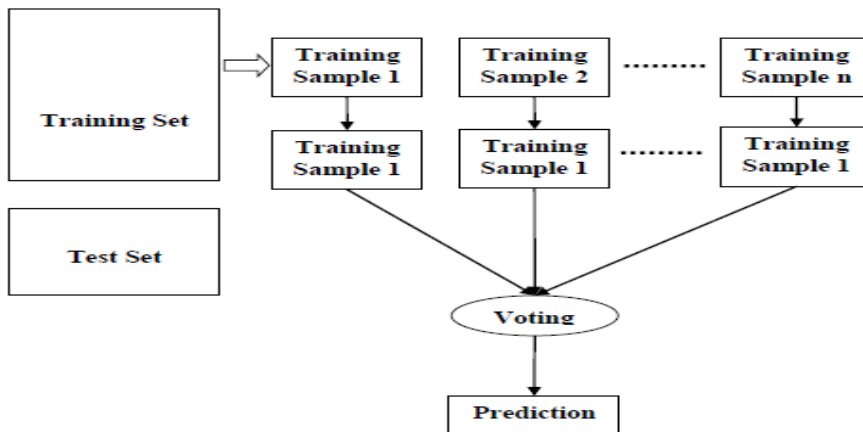 Training
Sample 1
Training
Sample 2
Training
Sample n
Training Set
Training
Sample 1
Training
Sample 1
Training
Sample 1
Test Set
Voting
Prediction